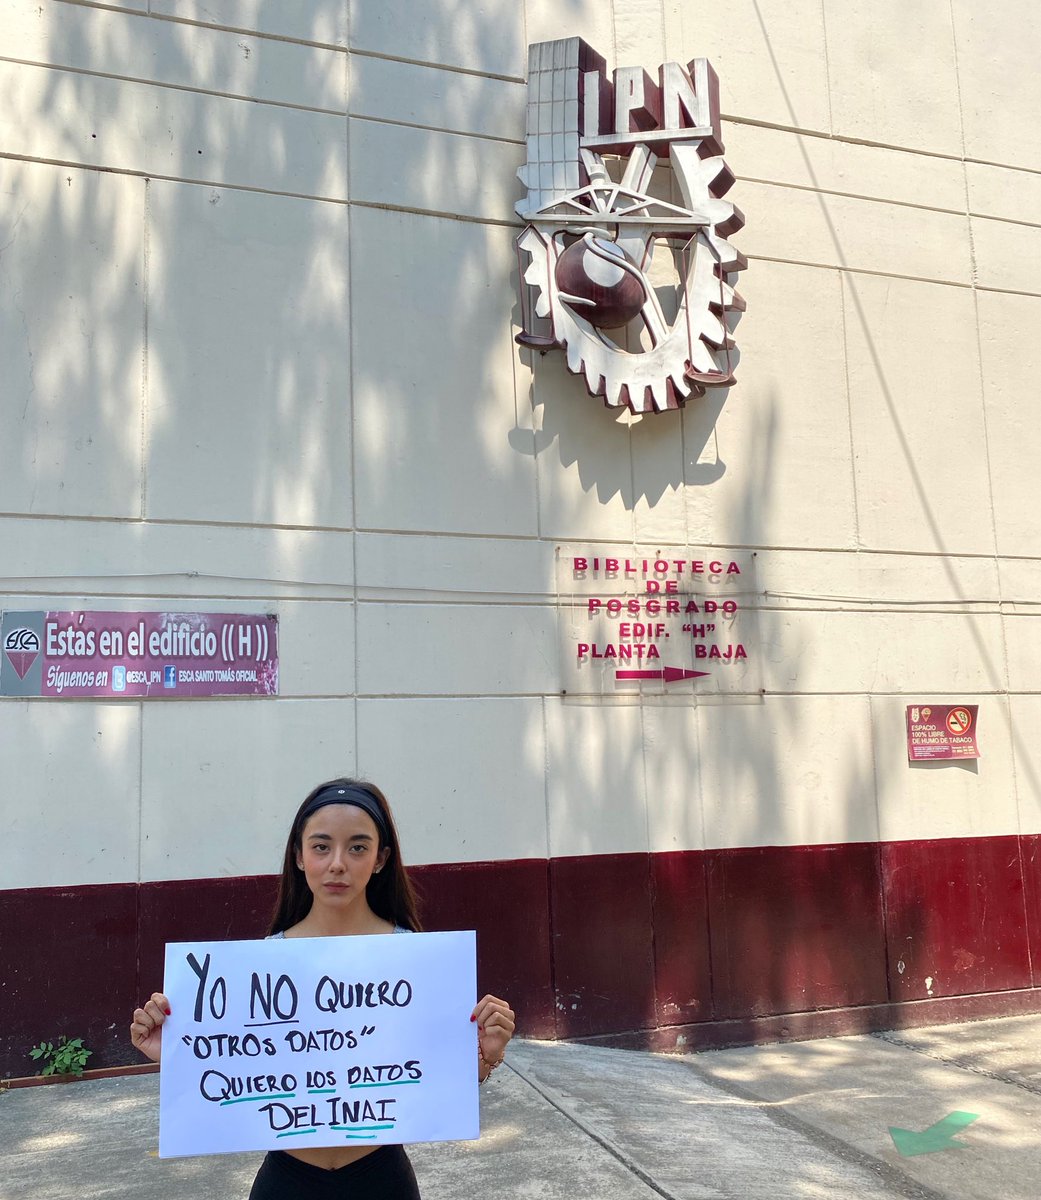 IPN
BIBLIOTECA
DE
POSGRADO
EDIF. “H”
PLANTA BAJA
ESCA
Estás en el edificio ((H))
Síguenos en @ESCA_IPN ESCA SANTO TOMÁS OFICIAL
ESPACIO
100% LIBRE
DE HUMO DE TABACO
YO NO QUIERO
“OTROS DATOS”
QUIERO LOS DATOS
DEL INAI